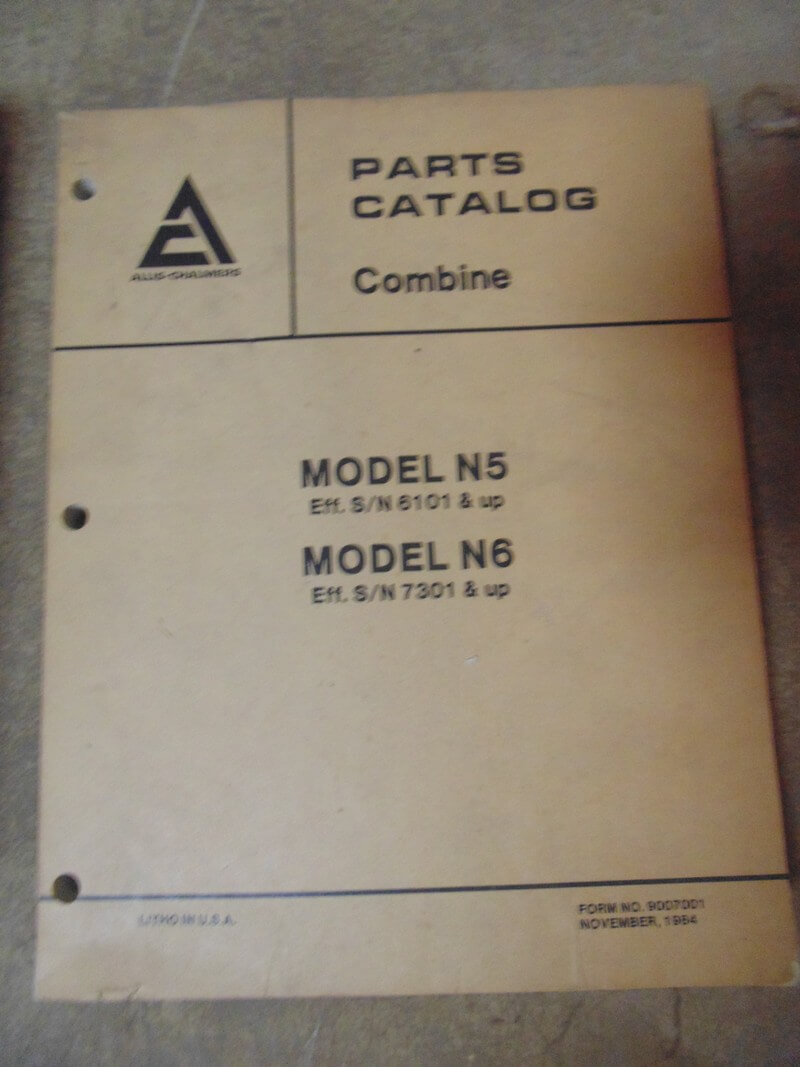 ALLIS-CHALMERS
PARTS
CATALOG
Combine
MODEL N5
Eff. S/N 6101 & up
MODEL N6
Eff. S/N 7301 & up
LITHO IN U.S.A.
FORM NO. 9007001
NOVEMBER, 1984